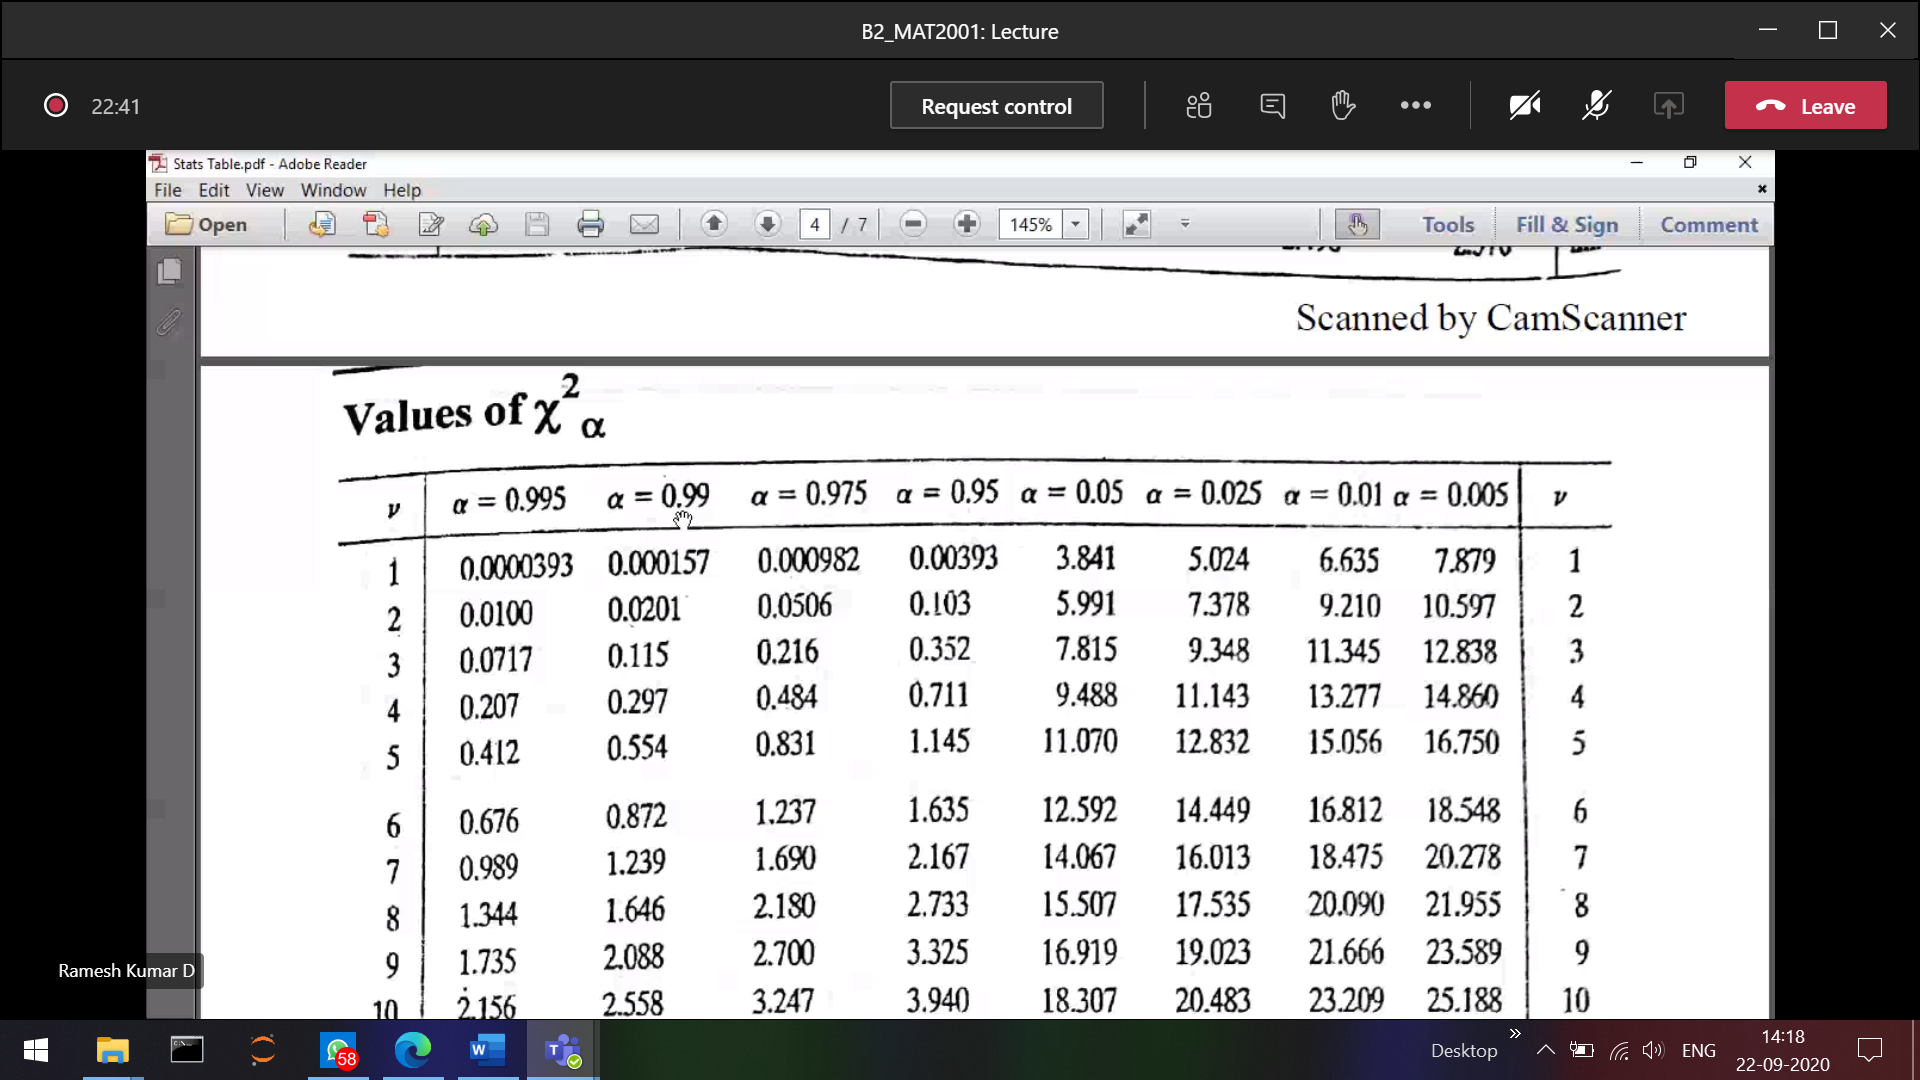 B2_MAT2001: Lecture
22:41
Request control
Leave
Stats Table.pdf - Adobe Reader
File Edit View Window Help
Open 4 / 7 145% Tools Fill & Sign Comment
Scanned by CamScanner
Values of χ²α
ν α = 0.995 α = 0.99 α = 0.975 α = 0.95 α = 0.05 α = 0.025 α = 0.01 α = 0.005 ν
1 0.0000393 0.000157 0.000982 0.00393 3.841 5.024 6.635 7.879 1
2 0.0100 0.0201 0.0506 0.103 5.991 7.378 9.210 10.597 2
3 0.0717 0.115 0.216 0.352 7.815 9.348 11.345 12.838 3
4 0.207 0.297 0.484 0.711 9.488 11.143 13.277 14.860 4
5 0.412 0.554 0.831 1.145 11.070 12.832 15.056 16.750 5
6 0.676 0.872 1.237 1.635 12.592 14.449 16.812 18.548 6
7 0.989 1.239 1.690 2.167 14.067 16.013 18.475 20.278 7
8 1.344 1.646 2.180 2.733 15.507 17.535 20.090 21.955 8
9 1.735 2.088 2.700 3.325 16.919 19.023 21.666 23.589 9
10 2.156 2.558 3.247 3.940 18.307 20.483 23.209 25.188 10
Ramesh Kumar D
58
Desktop
ENG
14:18
22-09-2020